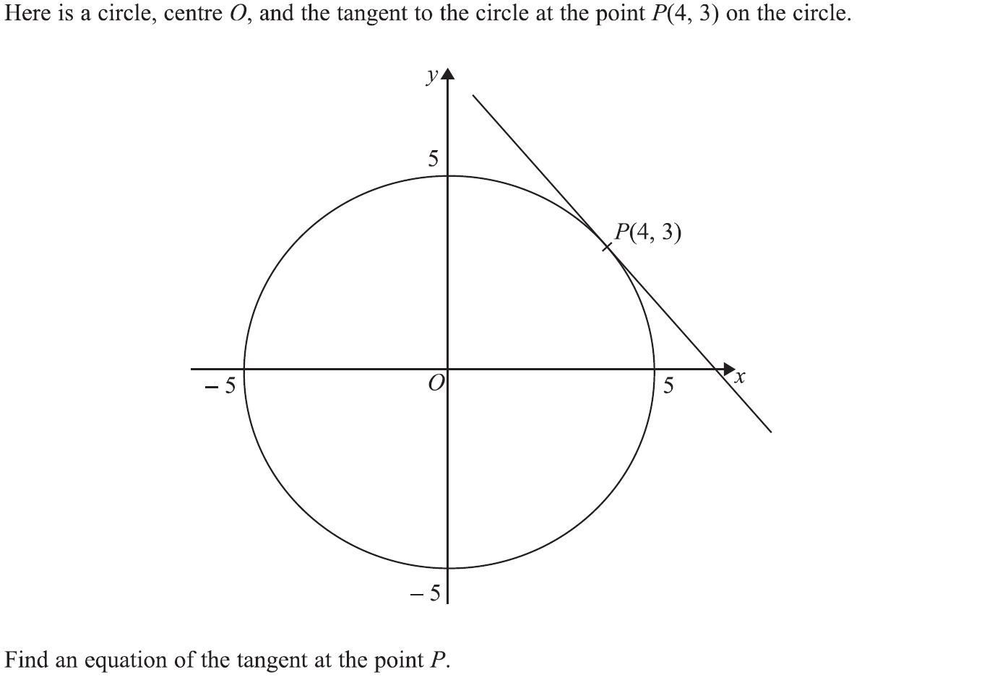 Here is a circle, centre O, and the tangent to the circle at the point P(4, 3) on the circle.
y
5
P(4, 3)
– 5
O
5
x
– 5
Find an equation of the tangent at the point P.